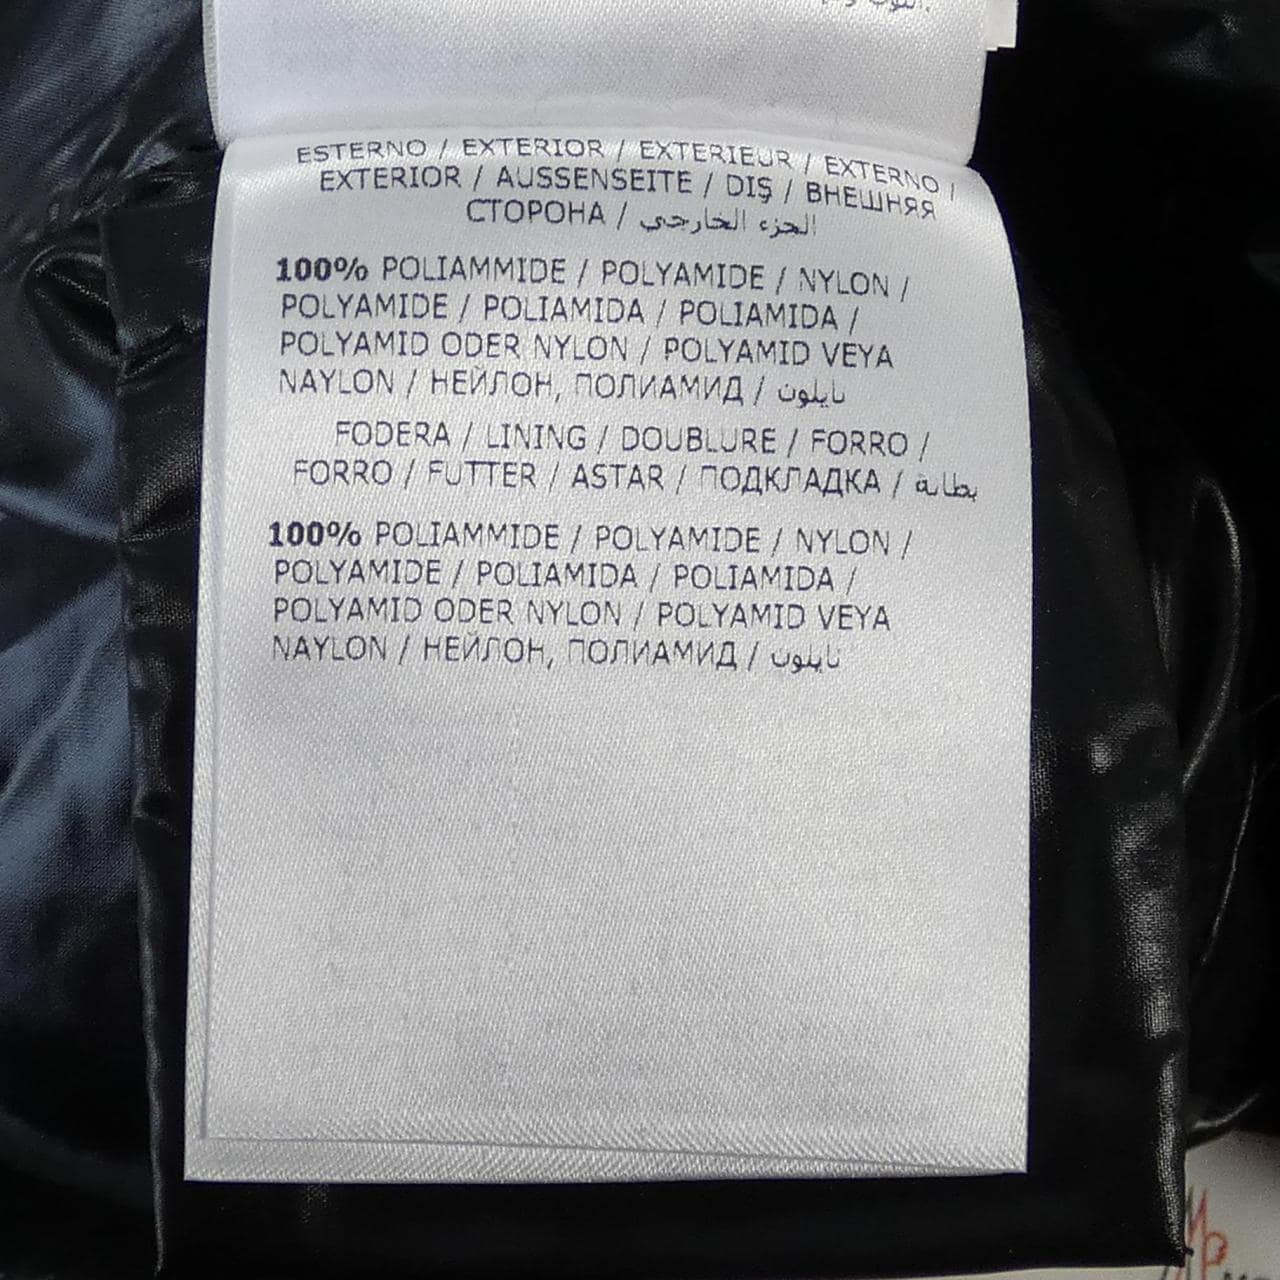 ESTERNO / EXTERIOR / EXTERIEUR / EXTERNO /
EXTERIOR / AUSSENSEITE / DIŞ / ВНЕШНЯЯ
СТОРОНА / الجزء الخارجي
100% POLIAMMIDE / POLYAMIDE / NYLON /
POLYAMIDE / POLIAMIDA / POLIAMIDA /
POLYAMID ODER NYLON / POLYAMID VEYA
NAYLON / НЕЙЛОН, ПОЛИАМИД / نايلون
FODERA / LINING / DOUBLURE / FORRO /
FORRO / FUTTER / ASTAR / ПОДКЛАДКА / بطانة
100% POLIAMMIDE / POLYAMIDE / NYLON /
POLYAMIDE / POLIAMIDA / POLIAMIDA /
POLYAMID ODER NYLON / POLYAMID VEYA
NAYLON / НЕЙЛОН, ПОЛИАМИД / نايلون